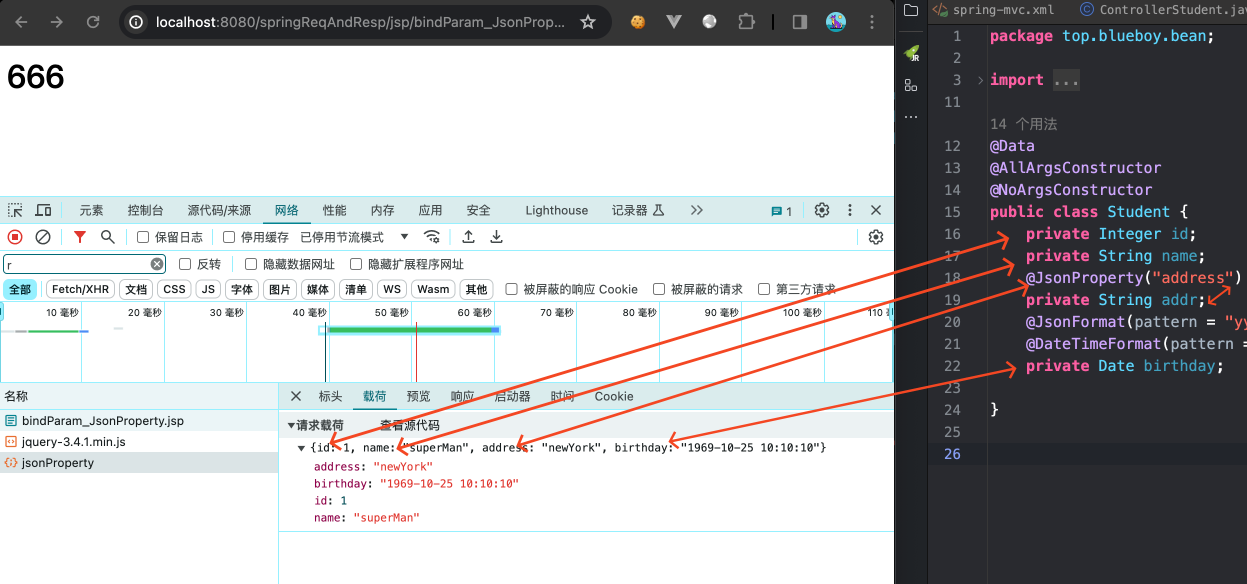 localhost:8080/springReqAndResp/jsp/bindParam_JsonProp...
666
元素 控制台 源代码/来源 网络 性能 内存 应用 安全 Lighthouse 记录器 1
保留日志 停用缓存 已停用节流模式
r 反转 隐藏数据网址 隐藏扩展程序网址
全部 Fetch/XHR 文档 CSS JS 字体 图片 媒体 清单 WS Wasm 其他 被屏蔽的响应 Cookie 被屏蔽的请求 第三方请求
10 毫秒 20 毫秒 30 毫秒 40 毫秒 50 毫秒 60 毫秒 70 毫秒 80 毫秒 90 毫秒 100 毫秒 110
名称
bindParam_JsonProperty.jsp
jquery-3.4.1.min.js
jsonProperty
标头 载荷 预览 响应 启动器 时间 Cookie
请求载荷 查看源代码
{id: 1, name: "superMan", address: "newYork", birthday: "1969-10-25 10:10:10"}
address: "newYork"
birthday: "1969-10-25 10:10:10"
id: 1
name: "superMan"
JR
spring-mvc.xml ControllerStudent.jav
1 package top.blueboy.bean;
2
3 import ...
11
14 个用法
12 @Data
13 @AllArgsConstructor
14 @NoArgsConstructor
15 public class Student {
16 private Integer id;
17 private String name;
18 @JsonProperty("address")
19 private String addr;
20 @JsonFormat(pattern = "yy
21 @DateTimeFormat(pattern =
22 private Date birthday;
23
24 }
25
26